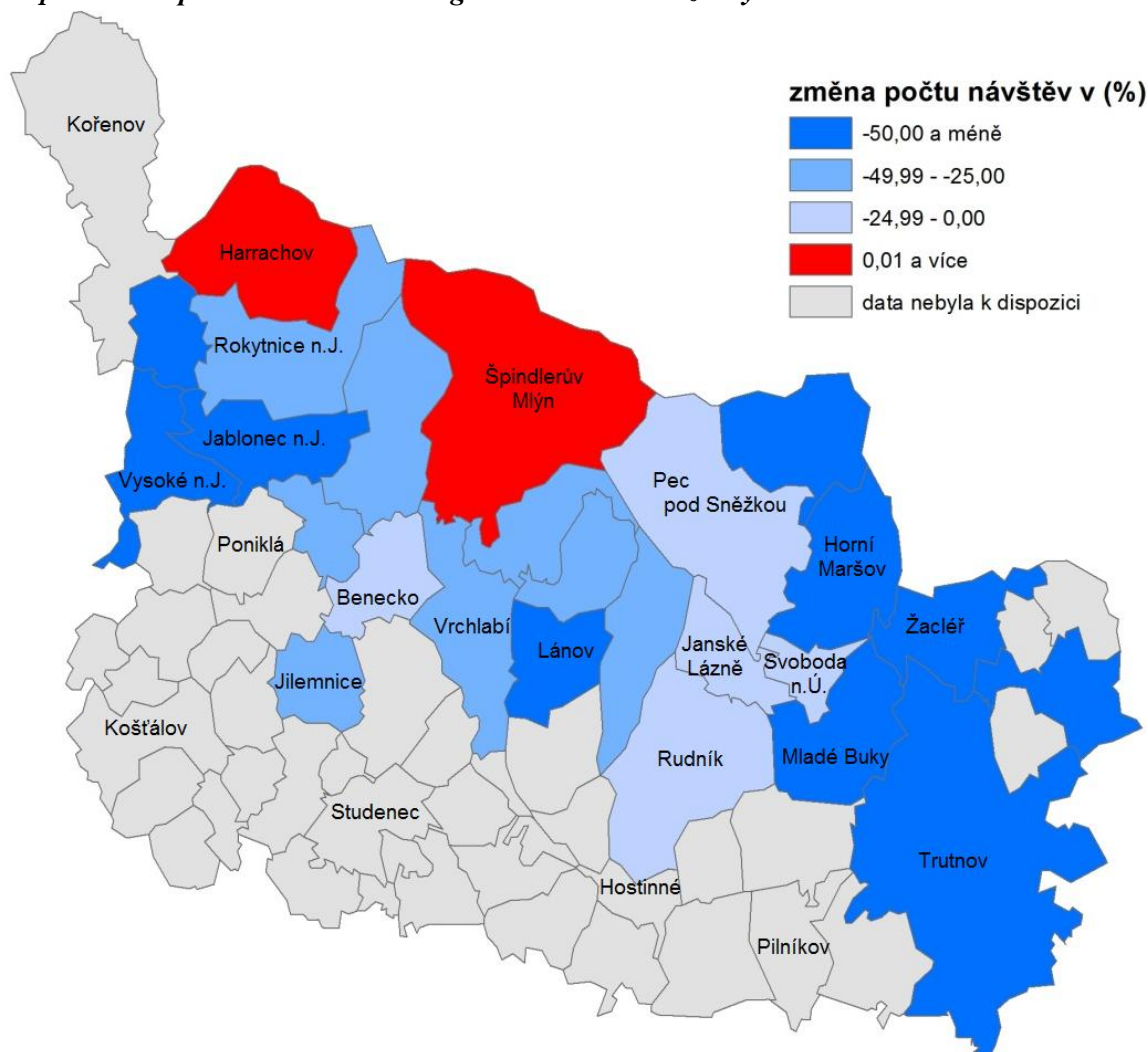 změna počtu návštěv v (%)
-50,00 a méně
-49,99 - -25,00
-24,99 - 0,00
0,01 a více
data nebyla k dispozici
Kořenov
Harrachov
Rokytnice n.J.
Špindlerův
Mlýn
Jablonec n.J.
Vysoké n.J.
Pec
pod Sněžkou
Poniklá
Horní
Maršov
Benecko
Vrchlabí
Lánov
Janské
Lázně
Svoboda
n.Ú.
Žacléř
Jilemnice
Košťálov
Rudník
Mladé Buky
Studenec
Trutnov
Hostinné
Pilníkov